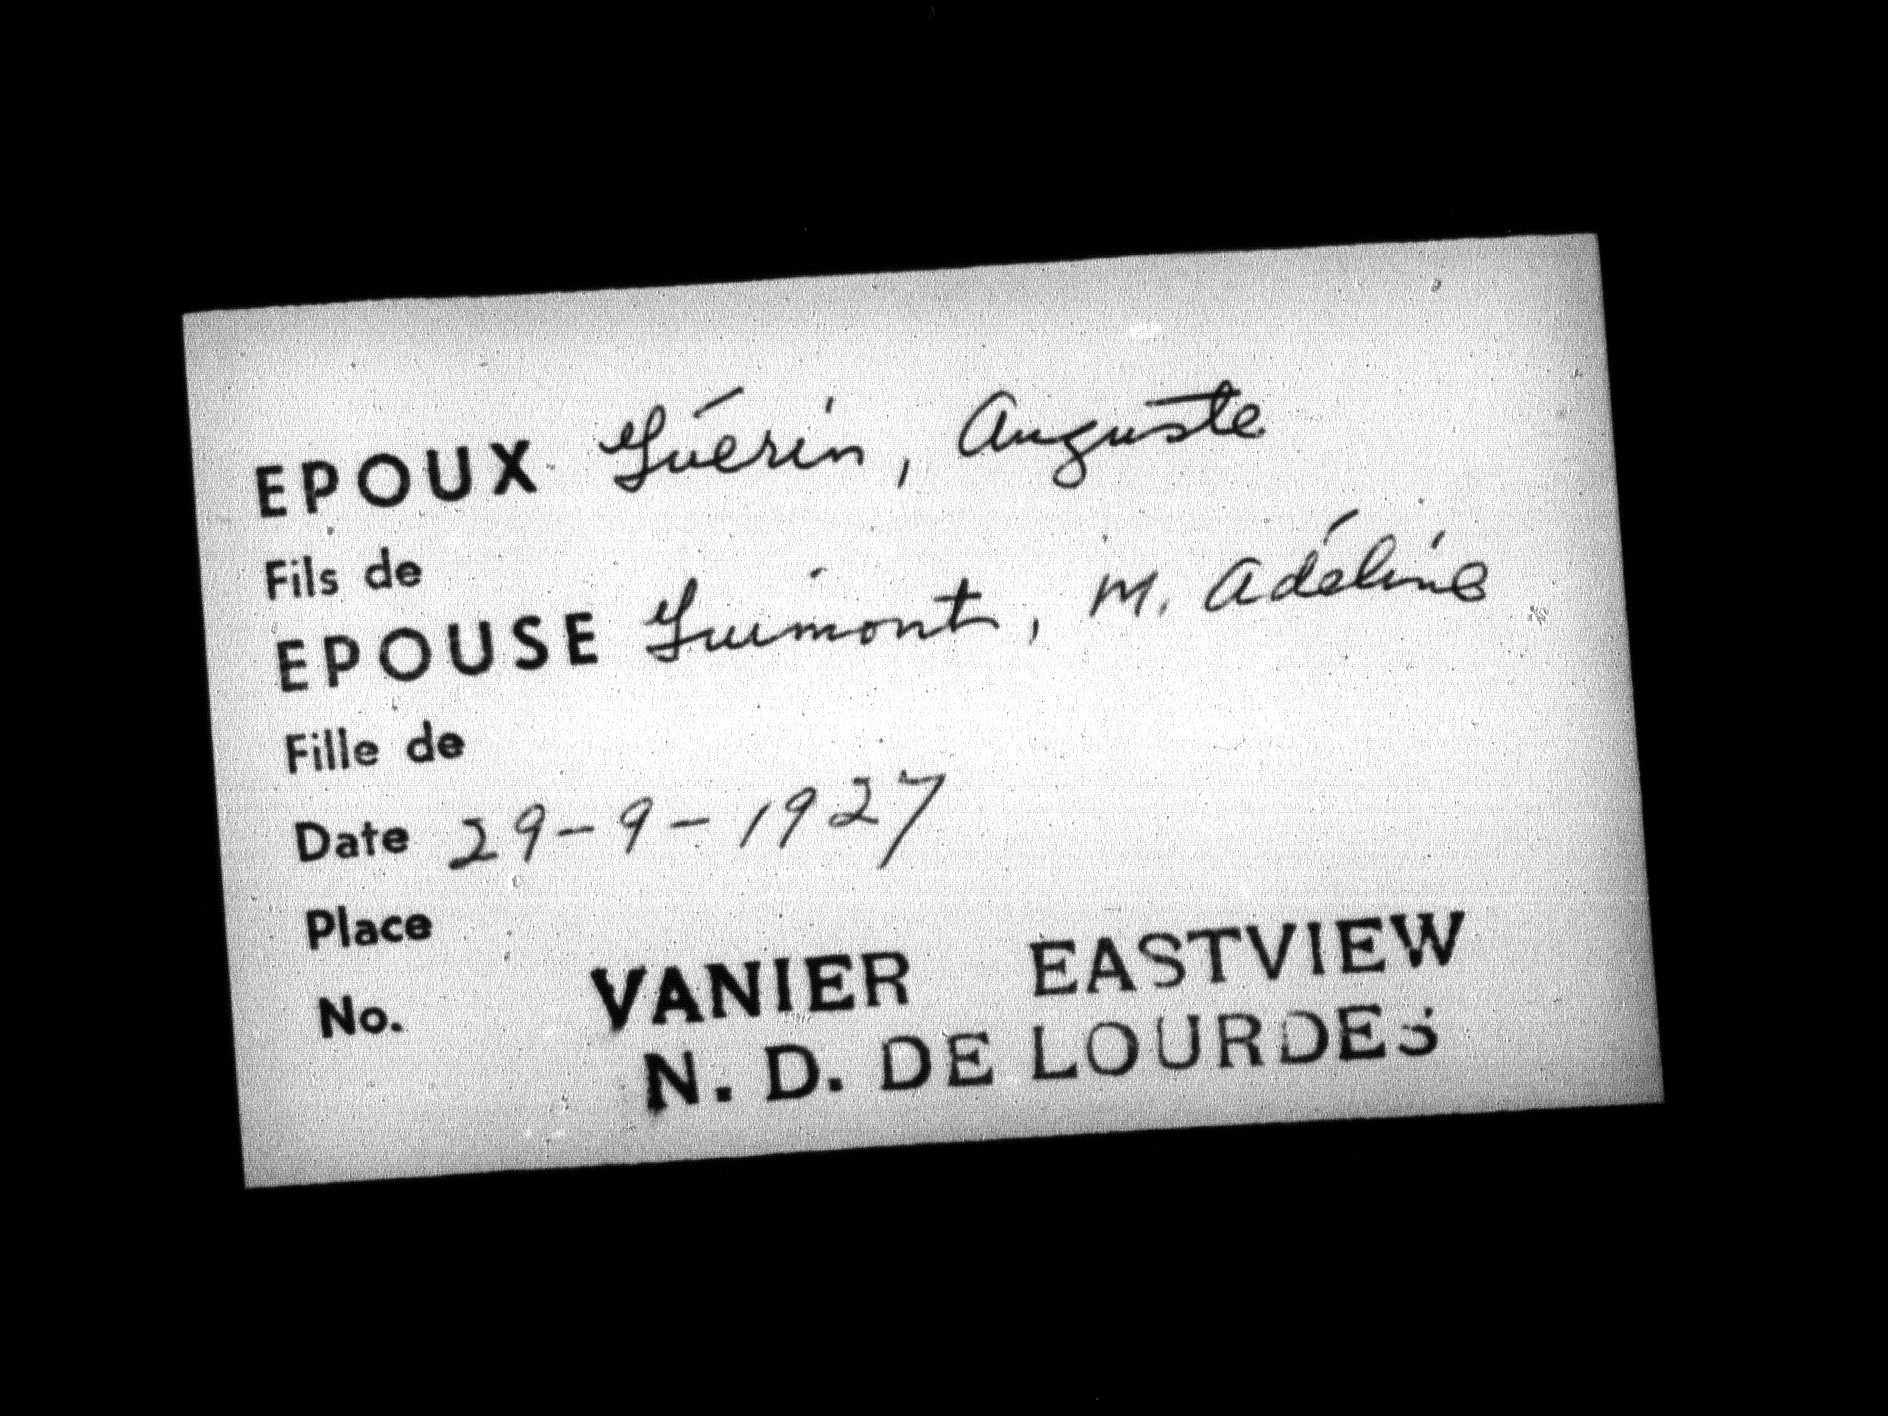 EPOUX Guérin, Auguste
Fils de
EPOUSE Guimont, M. Adéline
Fille de
Date 29-9-1927
Place
No.
VANIER EASTVIEW
N. D. DE LOURDES